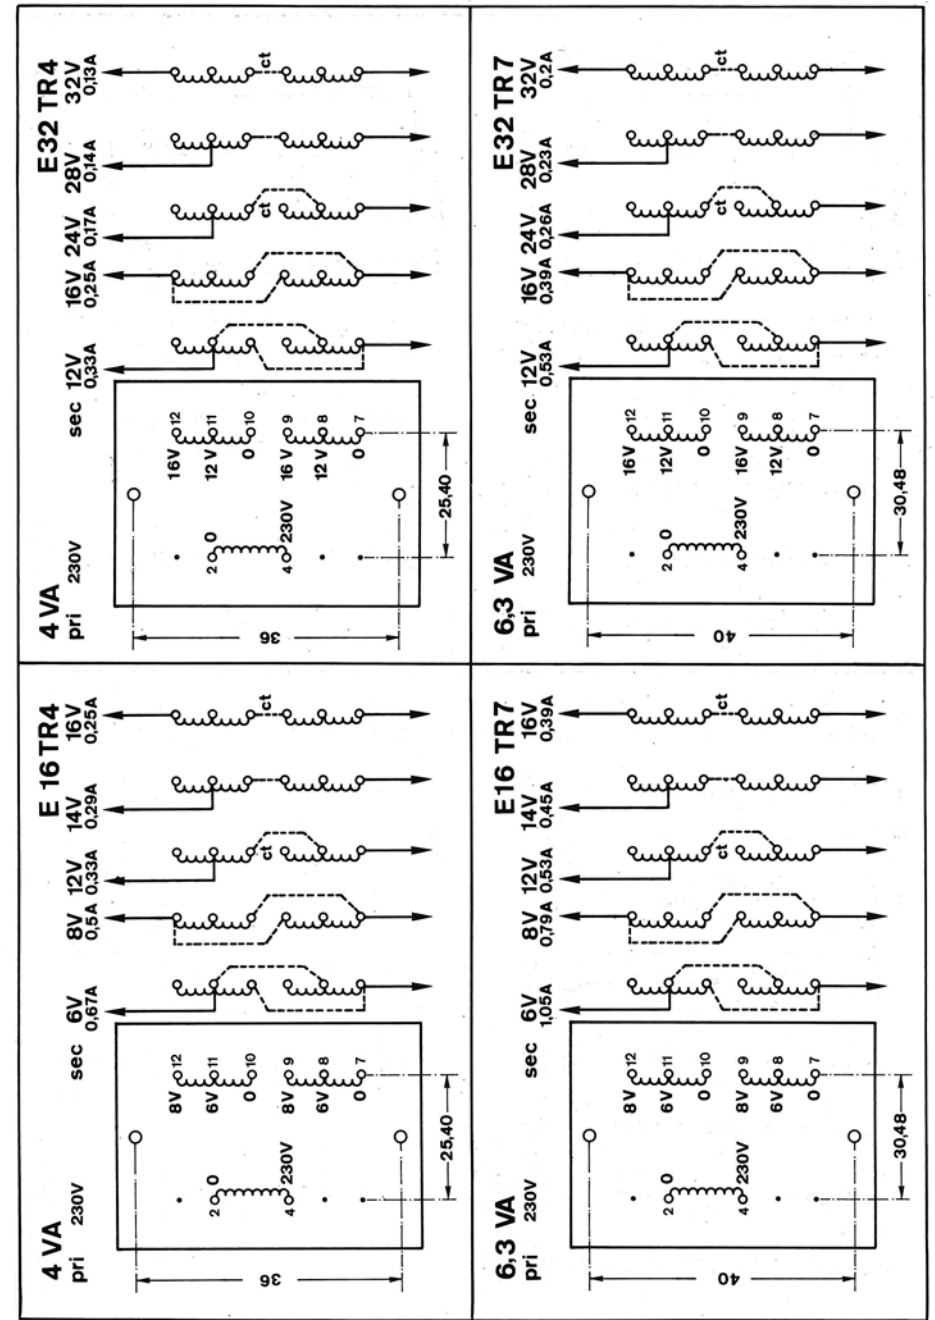 4 VA E 16 TR4
pri 230V sec 6V 8V 12V 14V 16V
0,67A 0,5A 0.33A 0,29A 0,25A
8V 12
2 0 6V 11
0 10
36 ct ct
4 230V 8V 9
6V 8
0 7
25,40
4 VA E32 TR4
pri 230V sec 12V 16V 24V 28V 32V
0,33A 0,25A 0,17A 0,14A 0,13A
16V 12
2 0 12V 11
0 10
36 ct ct
4 230V 16V 9
12V 8
0 7
25,40
6,3 VA E16 TR7
pri 230V sec 6V 8V 12V 14V 16V
1,05A 0,79A 0,53A 0,45A 0,39A
8V 12
2 0 6V 11
0 10
40 ct ct
4 230V 8V 9
6V 8
0 7
30,48
6,3 VA E32 TR7
pri 230V sec 12V 16V 24V 28V 32V
0,53A 0,39A 0,26A 0,23A 0,2A
16V 12
2 0 12V 11
0 10
40 ct ct
4 230V 16V 9
12V 8
0 7
30,48